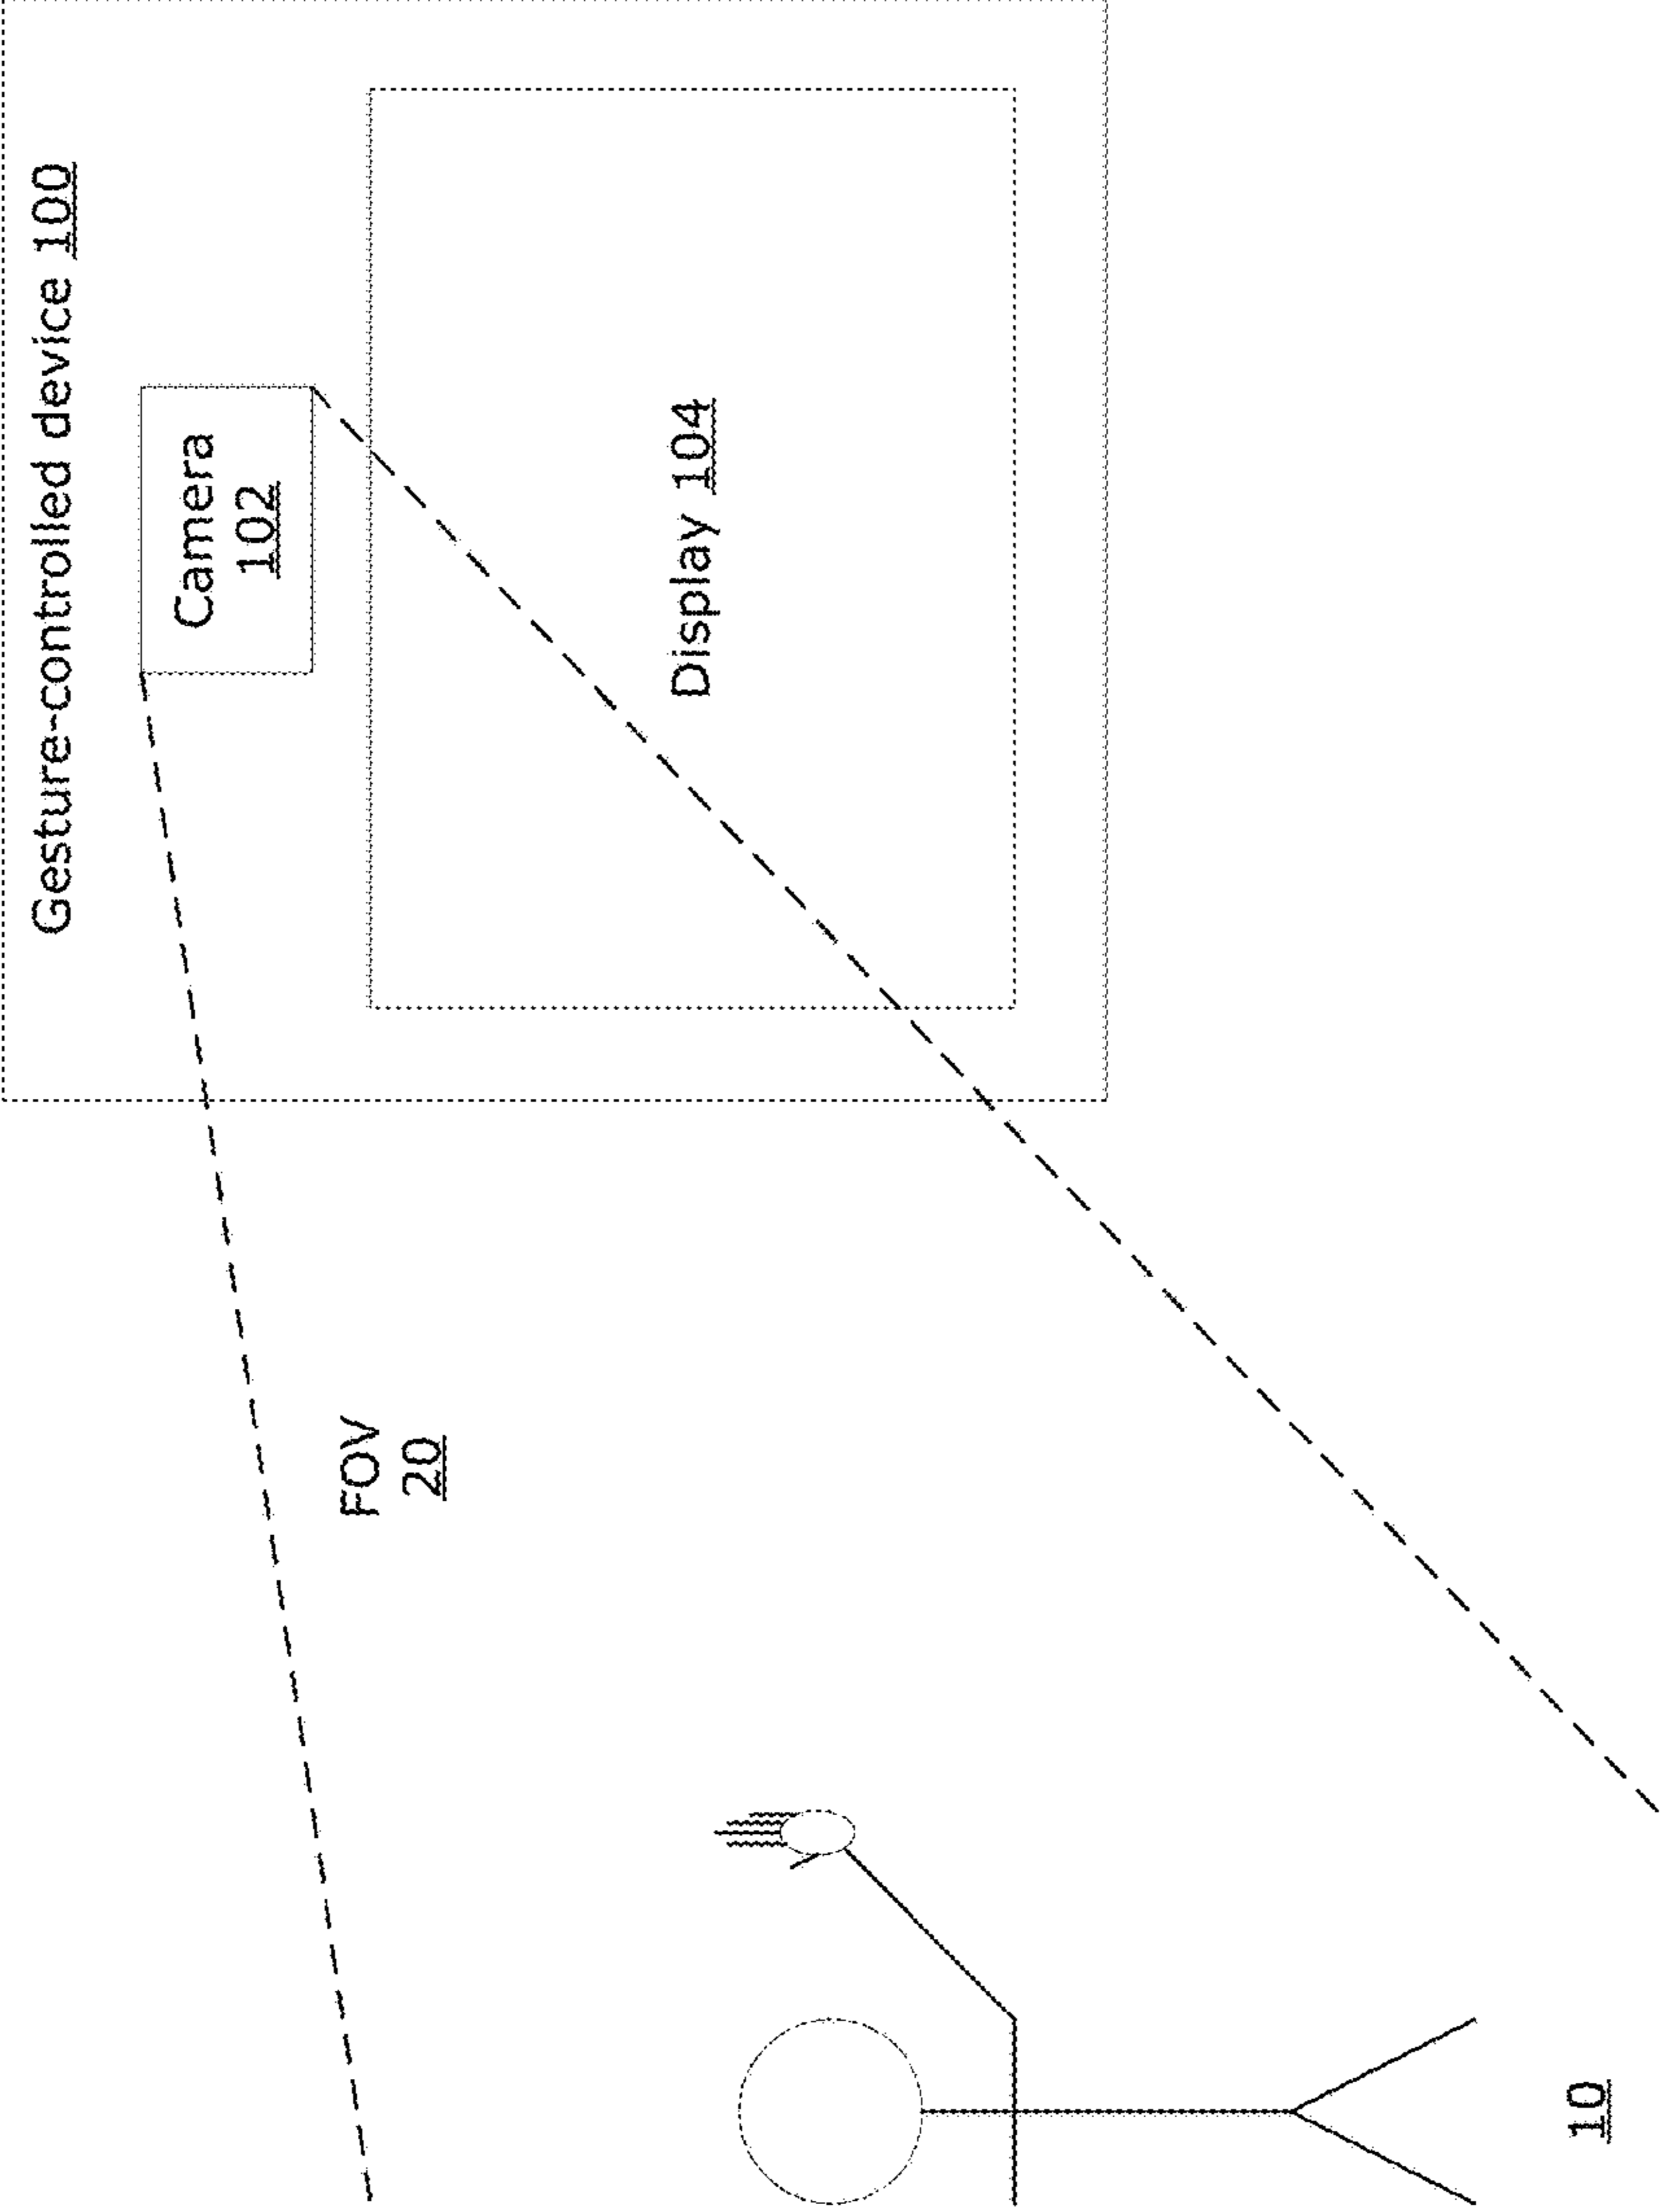 Gesture-controlled device 100
Camera
102
Display 104
FOV
20
10